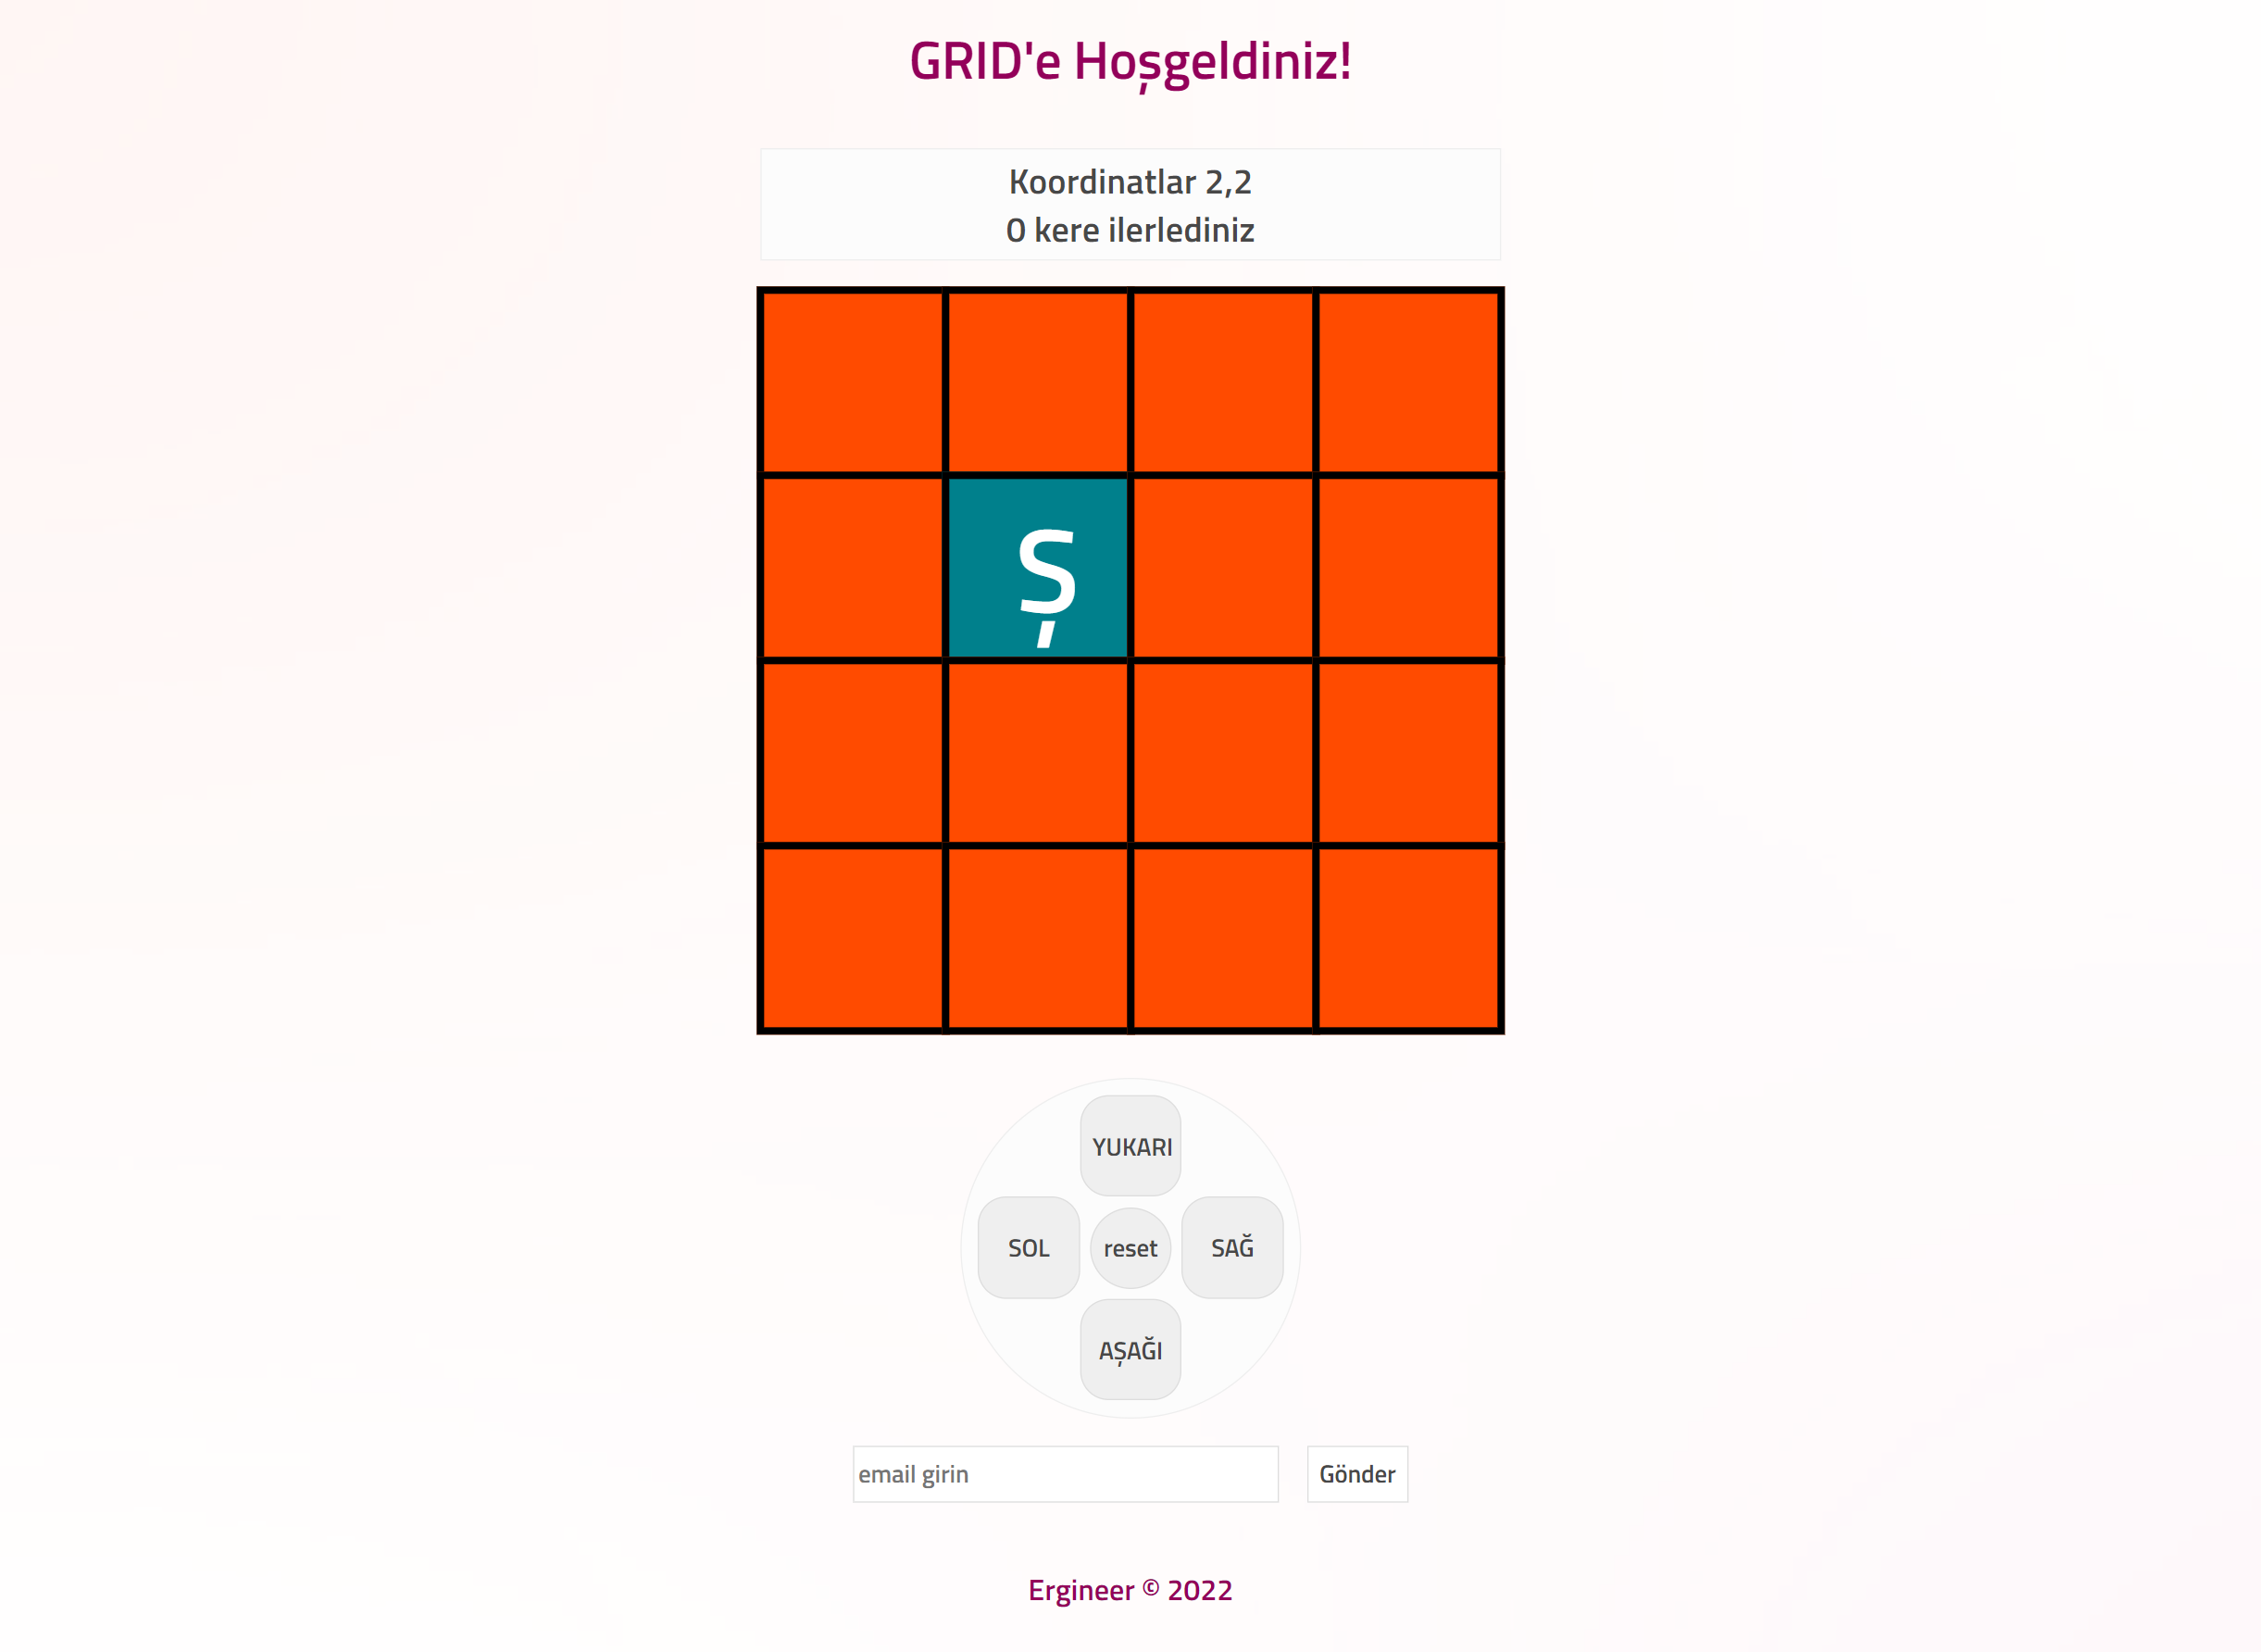 GRID'e Hoşgeldiniz!
Koordinatlar 2,2
0 kere ilerlediniz
Ş
YUKARI
SOL
reset
SAĞ
AŞAĞI
email girin
Gönder
Ergineer © 2022